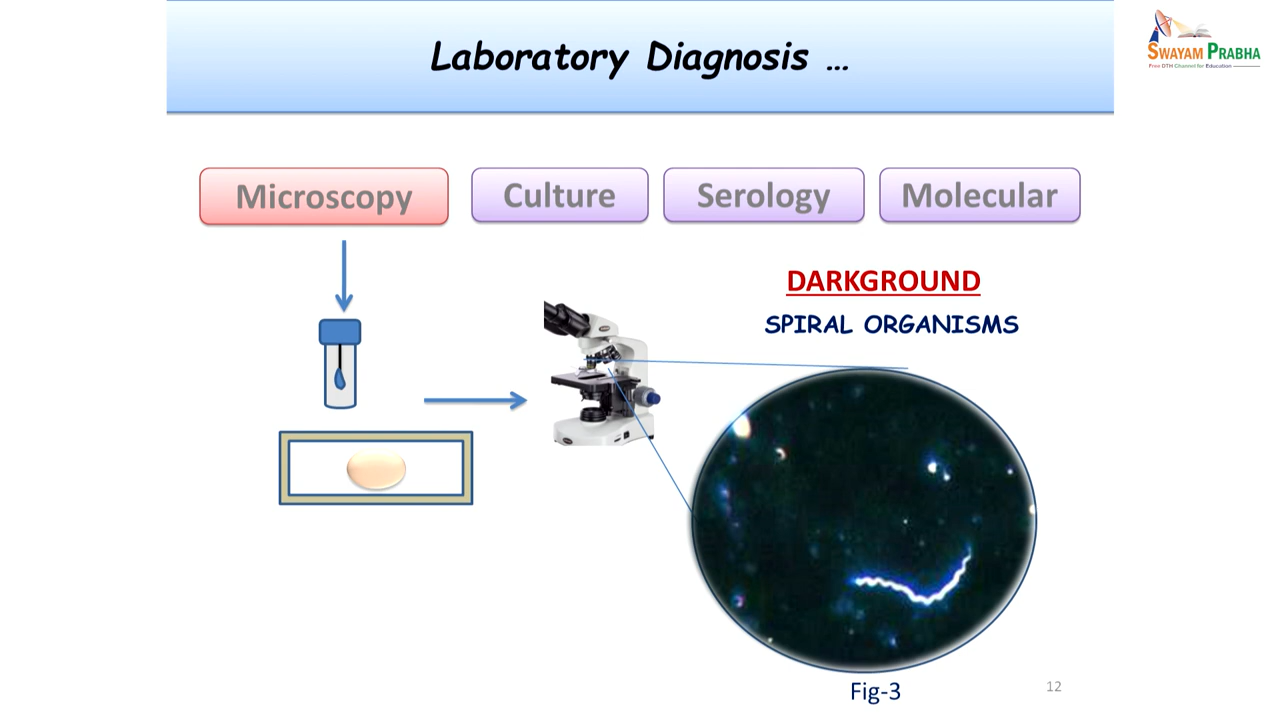 Laboratory Diagnosis ...
SWAYAM PRABHA
Free DTH Channel for Education
Microscopy
Culture
Serology
Molecular
DARKGROUND
SPIRAL ORGANISMS
Fig-3
12